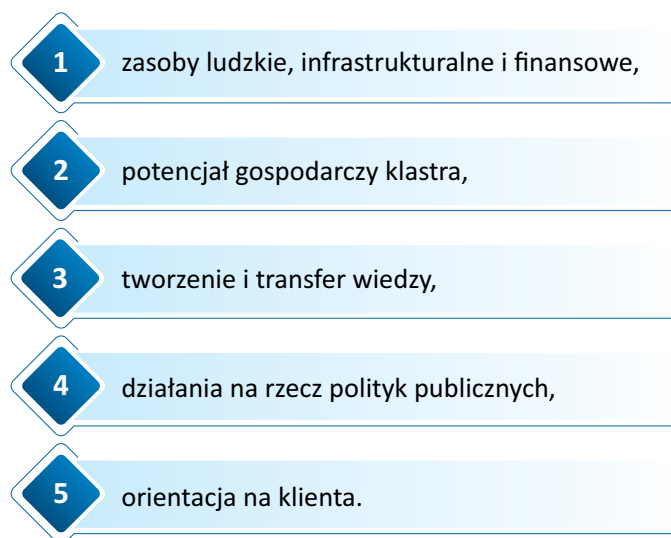 1 zasoby ludzkie, infrastrukturalne i finansowe,
2 potencjał gospodarczy klastra,
3 tworzenie i transfer wiedzy,
4 działania na rzecz polityk publicznych,
5 orientacja na klienta.